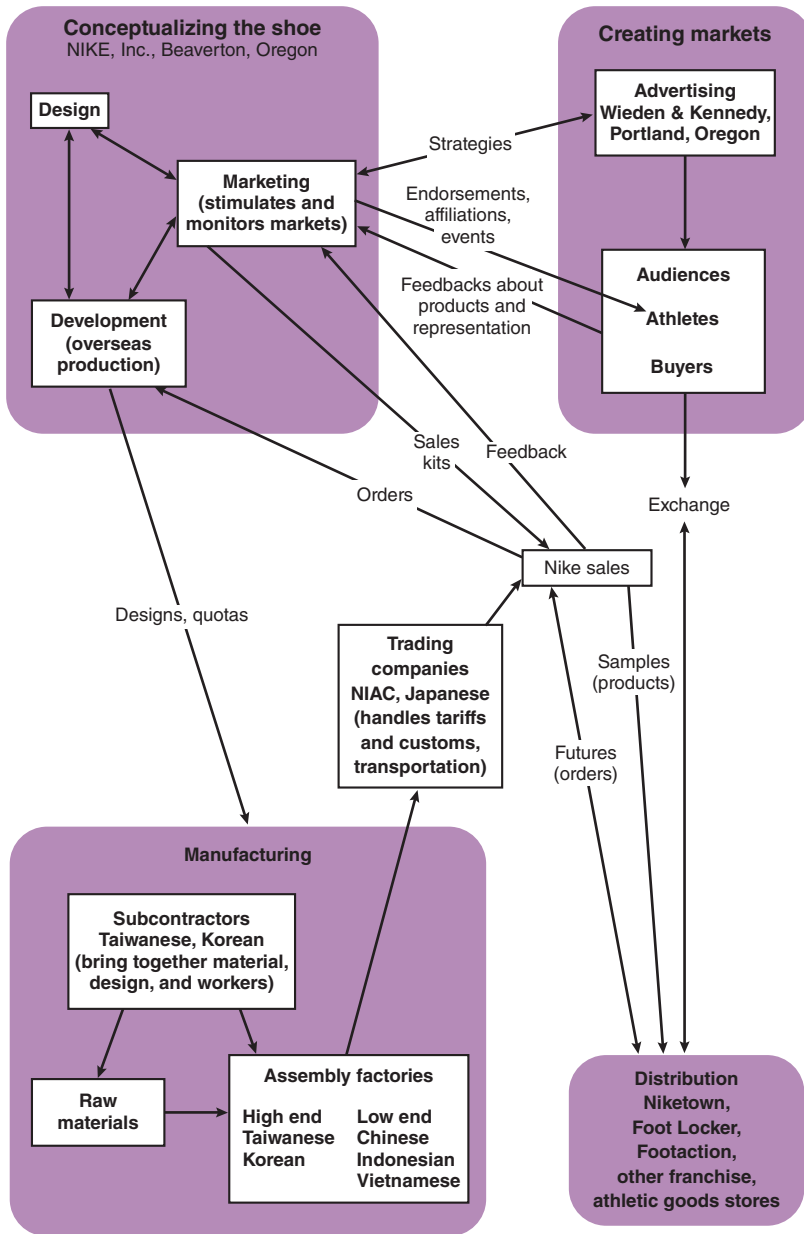 Conceptualizing the shoe
NIKE, Inc., Beaverton, Oregon
Design
Marketing
(stimulates and
monitors markets)
Development
(overseas
production)
Strategies
Endorsements,
affiliations,
events
Feedbacks about
products and
representation
Creating markets
Advertising
Wieden & Kennedy,
Portland, Oregon
Audiences
Athletes
Buyers
Sales
kits
Feedback
Orders
Exchange
Nike sales
Designs, quotas
Trading
companies
NIAC, Japanese
(handles tariffs
and customs,
transportation)
Samples
(products)
Futures
(orders)
Manufacturing
Subcontractors
Taiwanese, Korean
(bring together material,
design, and workers)
Raw
materials
Assembly factories
High end
Taiwanese
Korean
Low end
Chinese
Indonesian
Vietnamese
Distribution
Niketown,
Foot Locker,
Footaction,
other franchise,
athletic goods stores